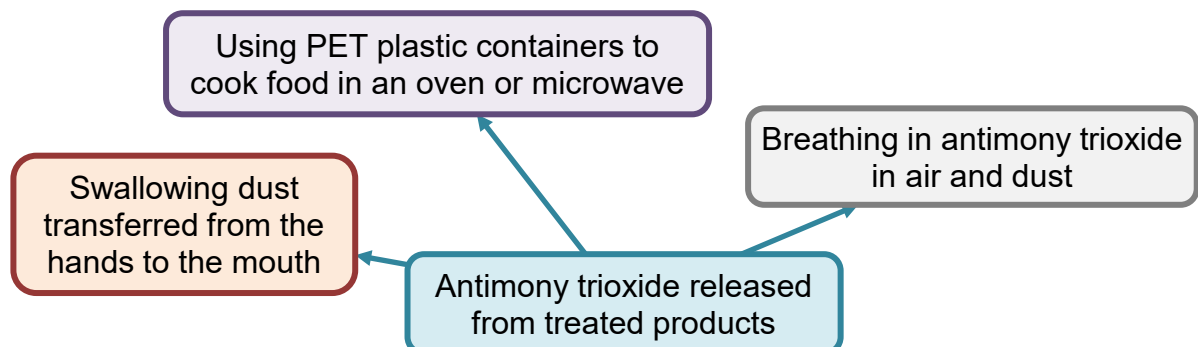 Using PET plastic containers to
cook food in an oven or microwave
Breathing in antimony trioxide
in air and dust
Swallowing dust
transferred from the
hands to the mouth
Antimony trioxide released
from treated products